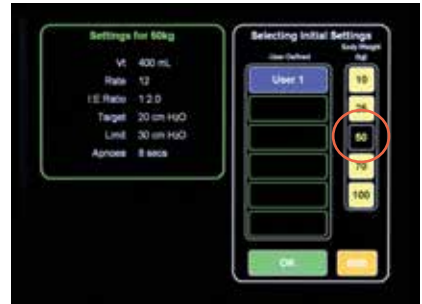 Settings for 50kg
Vt 400 mL
Rate 12
I:E Ratio 1:2.0
Target 20 cm H2O
Limit 30 cm H2O
Apnoea 8 secs
Selecting Initial Settings
User Defined
Body Weight
(kg)
User 1
10
25
50
70
100
OK